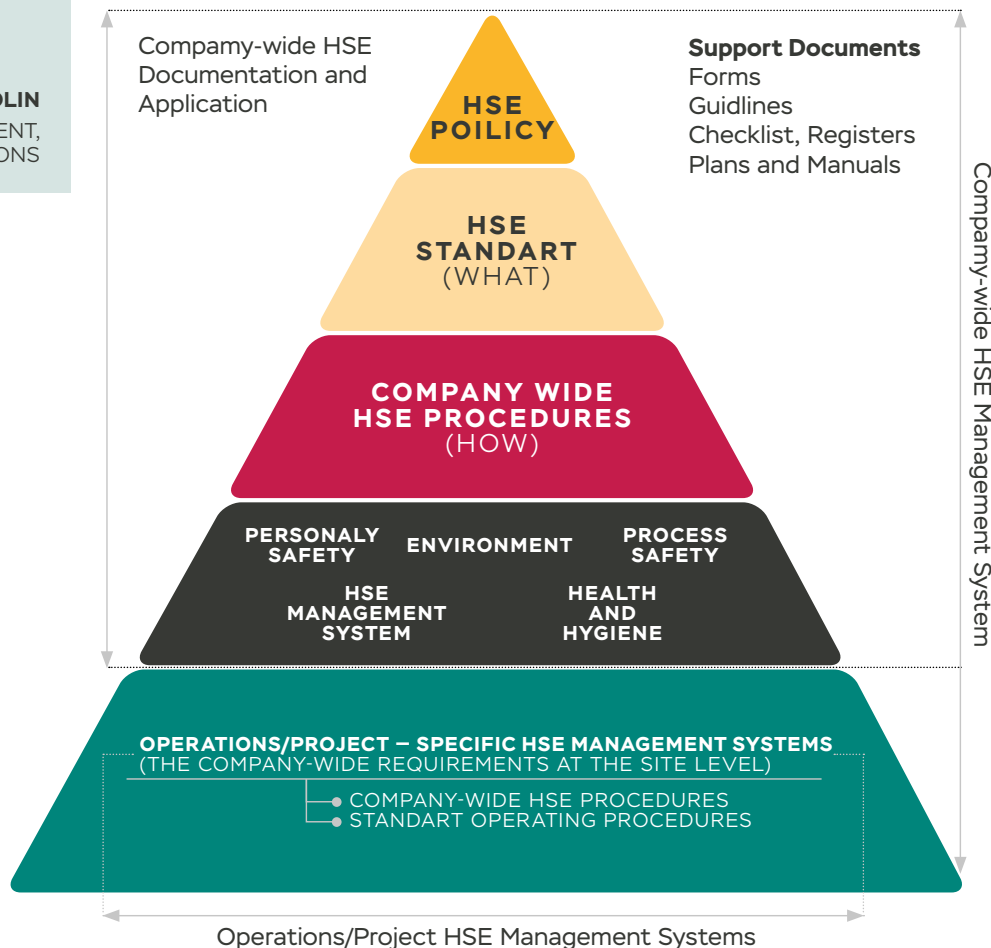 OLIN
ENT,
ONS
Compamy-wide HSE
Documentation and
Application
Support Documents
Forms
Guidlines
Checklist, Registers
Plans and Manuals
HSE
POILICY
HSE
STANDART
(WHAT)
COMPANY WIDE
HSE PROCEDURES
(HOW)
PERSONALY
SAFETY
ENVIRONMENT
PROCESS
SAFETY
HSE
MANAGEMENT
SYSTEM
HEALTH
AND
HYGIENE
OPERATIONS/PROJECT – SPECIFIC HSE MANAGEMENT SYSTEMS
(THE COMPANY-WIDE REQUIREMENTS AT THE SITE LEVEL)
COMPANY-WIDE HSE PROCEDURES
STANDART OPERATING PROCEDURES
Operations/Project HSE Management Systems
Compamy-wide HSE Management System